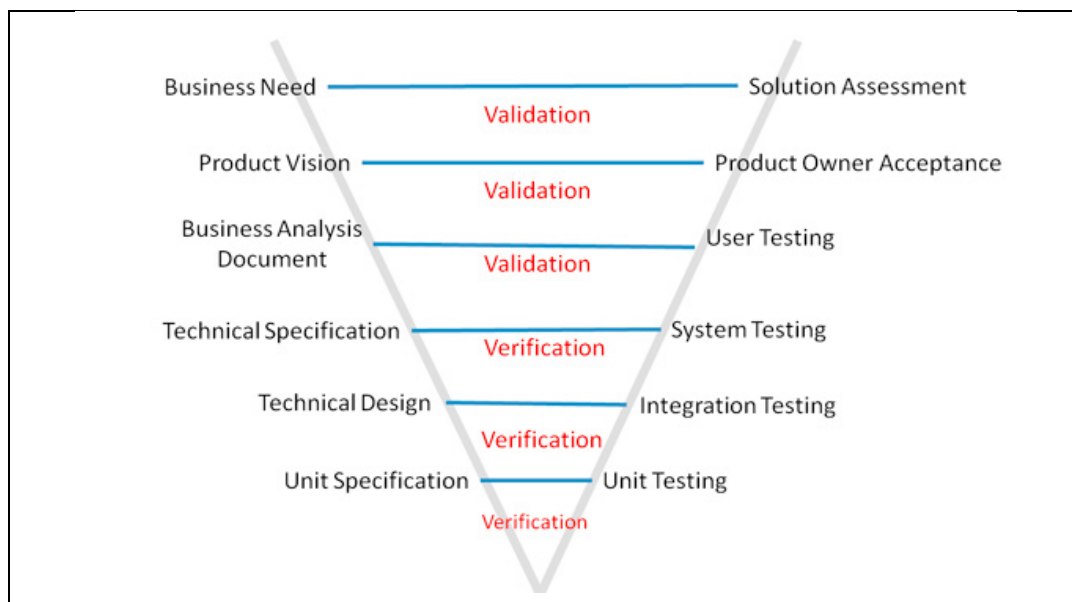 Business Need
Solution Assessment
Validation
Product Vision
Product Owner Acceptance
Validation
Business Analysis
Document
User Testing
Validation
Technical Specification
System Testing
Verification
Technical Design
Integration Testing
Verification
Unit Specification
Unit Testing
Verification